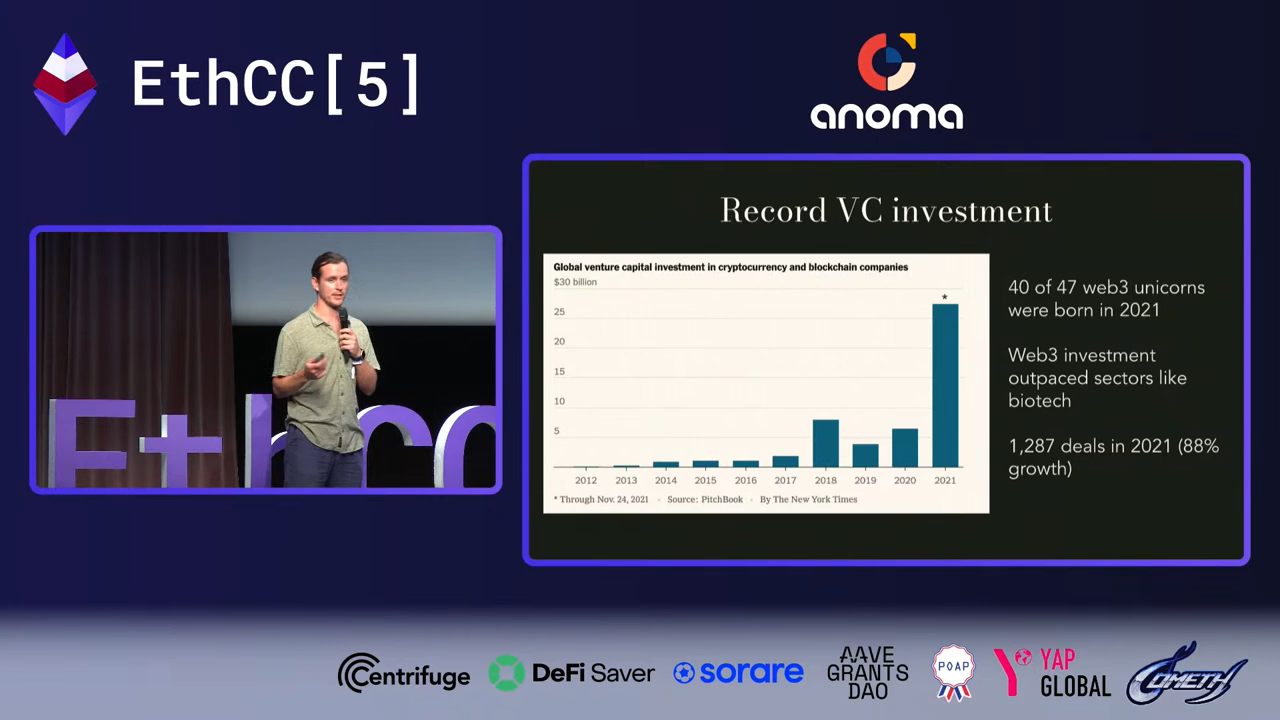 EthCC[5]
anoma
Record VC investment
Global venture capital investment in cryptocurrency and blockchain companies
$30 billion
25
20
15
10
5
*
2012 2013 2014 2015 2016 2017 2018 2019 2020 2021
* Through Nov. 24, 2021 • Source: PitchBook • By The New York Times
40 of 47 web3 unicorns
were born in 2021
Web3 investment
outpaced sectors like
biotech
1,287 deals in 2021 (88%
growth)
EthCC
Centrifuge
DeFi Saver
sorare
AAVE
GRANTS
DAO
POAP
YAP
GLOBAL
COMETH